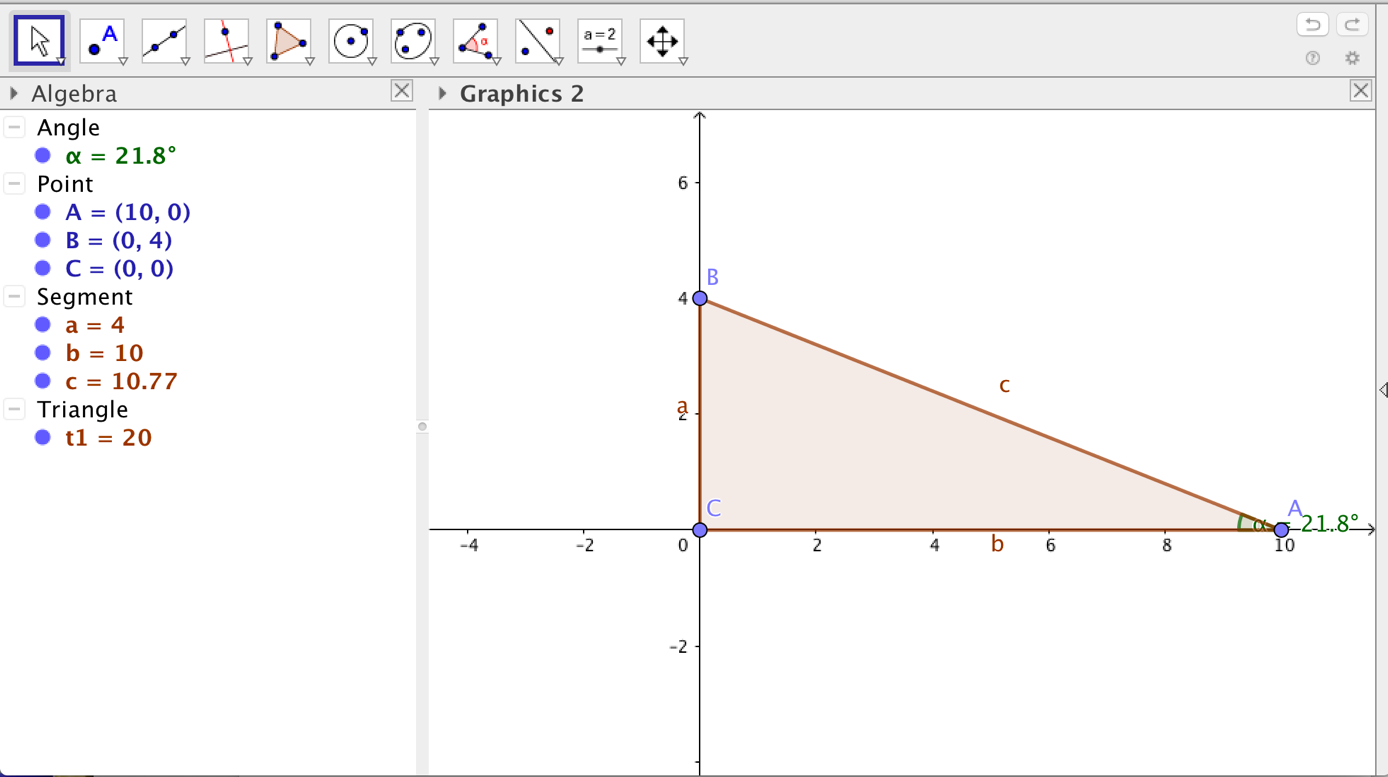 A
α
a=2
Algebra
Graphics 2
Angle
α = 21.8°
Point
A = (10, 0)
B = (0, 4)
C = (0, 0)
Segment
a = 4
b = 10
c = 10.77
Triangle
t1 = 20
6
B
4
c
a
2
C
A
α = 21.8°
-4
-2
0
2
4
b
6
8
10
-2